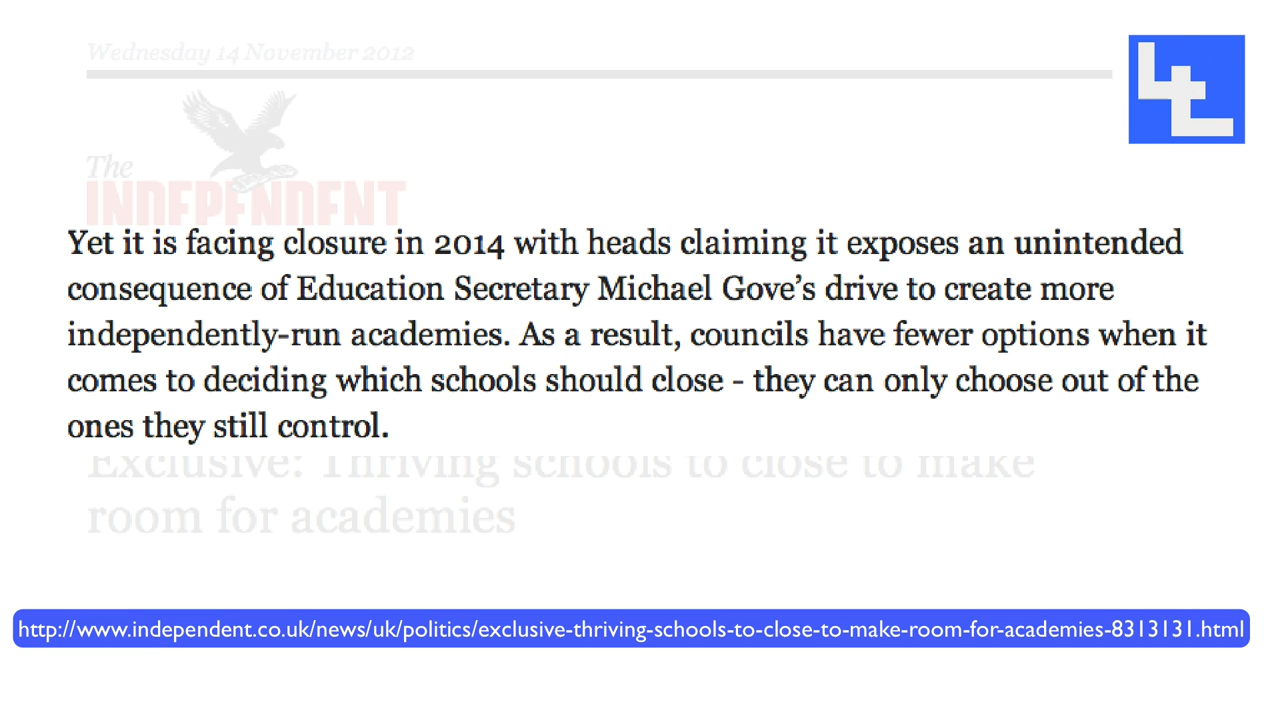 Wednesday 14 November 2012
The
INDEPENDENT
Yet it is facing closure in 2014 with heads claiming it exposes an unintended
consequence of Education Secretary Michael Gove’s drive to create more
independently-run academies. As a result, councils have fewer options when it
comes to deciding which schools should close - they can only choose out of the
ones they still control.
Exclusive: Thriving schools to close to make
room for academies
http://www.independent.co.uk/news/uk/politics/exclusive-thriving-schools-to-close-to-make-room-for-academies-8313131.html